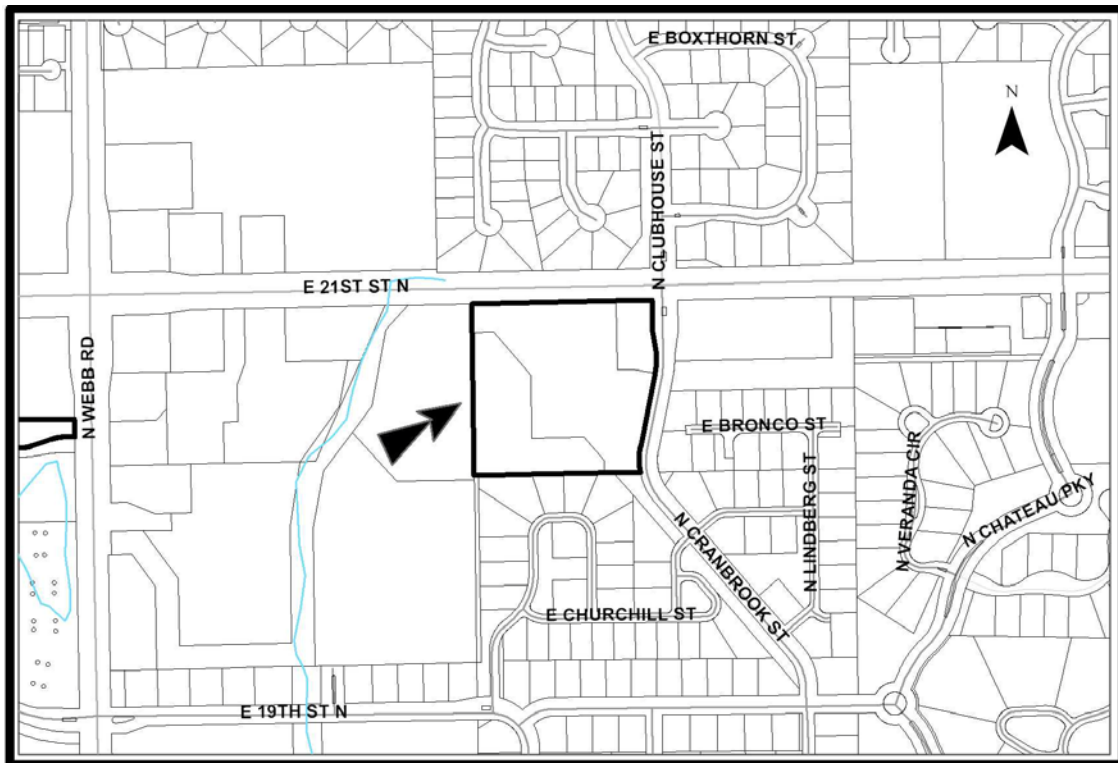 E BOXTHORN ST
N
N CLUBHOUSE ST
E 21ST ST N
N WEBB RD
E BRONCO ST
N LINDBERG ST
N VERANDA CIR
N CHATEAU PKY
N CRANBROOK ST
E CHURCHILL ST
E 19TH ST N